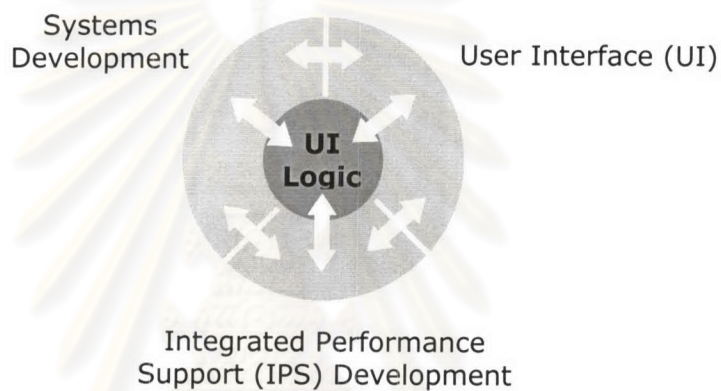 Systems
Development
User Interface (UI)
UI
Logic
Integrated Performance
Support (IPS) Development